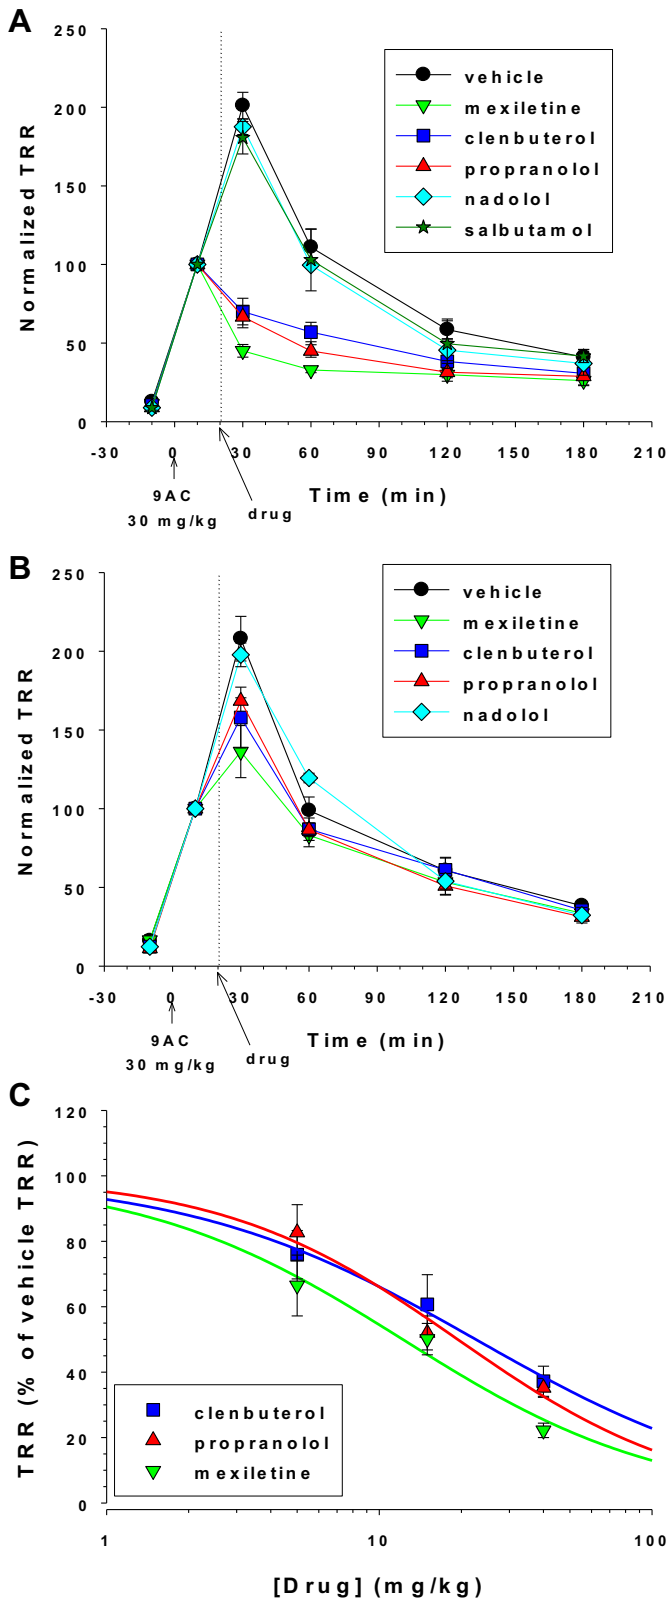 A
250
200
150
100
50
0
Normalized TRR
vehicle
mexiletine
clenbuterol
propranolol
nadolol
salbutamol
-30 0 30 60 90 120 150 180 210
9AC
30 mg/kg
drug
Time (min)
B
250
200
150
100
50
0
Normalized TRR
vehicle
mexiletine
clenbuterol
propranolol
nadolol
-30 0 30 60 90 120 150 180 210
9AC
30 mg/kg
drug
Time (min)
C
120
100
80
60
40
20
0
TRR (% of vehicle TRR)
clenbuterol
propranolol
mexiletine
1 10 100
[Drug] (mg/kg)